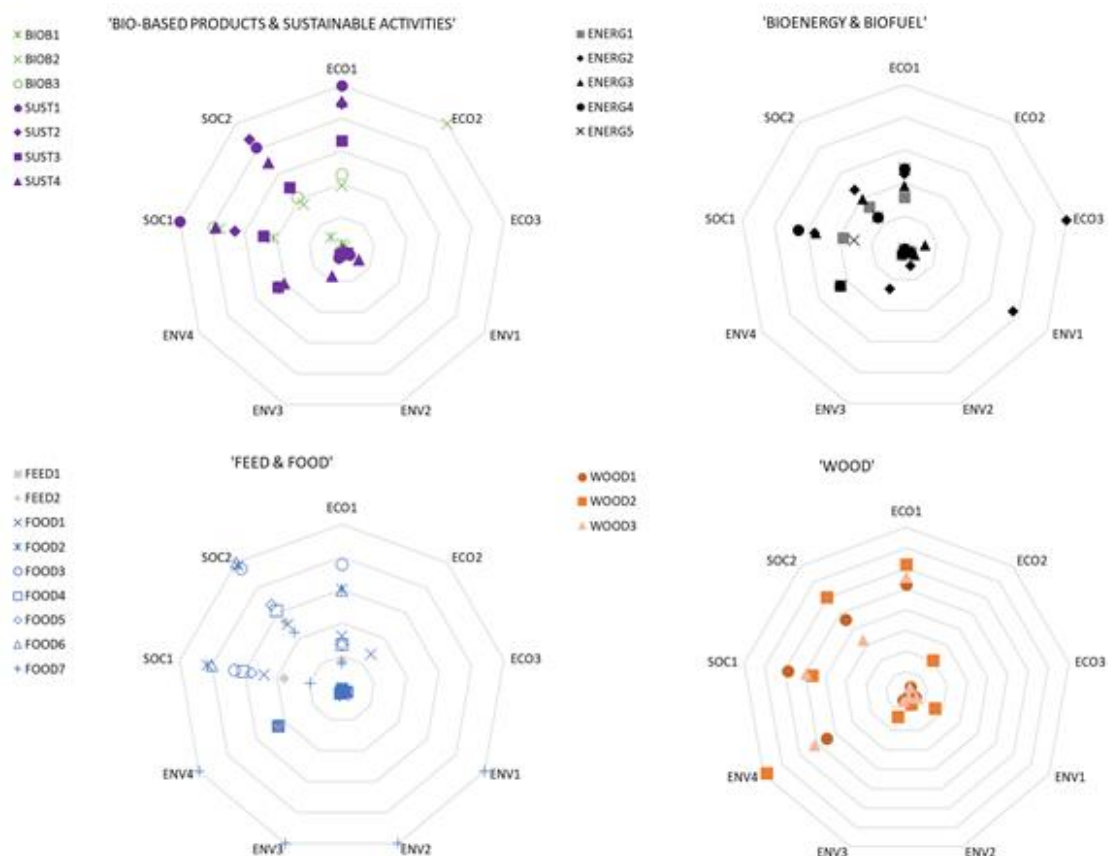 'BIO-BASED PRODUCTS & SUSTAINABLE ACTIVITIES'
BIOB1
BIOB2
BIOB3
SUST1
SUST2
SUST3
SUST4
ECO1
ECO2
ECO3
ENV1
ENV2
ENV3
ENV4
SOC1
SOC2
'BIOENERGY & BIOFUEL'
ENERG1
ENERG2
ENERG3
ENERG4
ENERG5
ECO1
ECO2
ECO3
ENV1
ENV2
ENV3
ENV4
SOC1
SOC2
'FEED & FOOD'
FEED1
FEED2
FOOD1
FOOD2
FOOD3
FOOD4
FOOD5
FOOD6
FOOD7
ECO1
ECO2
ECO3
ENV1
ENV2
ENV3
ENV4
SOC1
SOC2
'WOOD'
WOOD1
WOOD2
WOOD3
ECO1
ECO2
ECO3
ENV1
ENV2
ENV3
ENV4
SOC1
SOC2